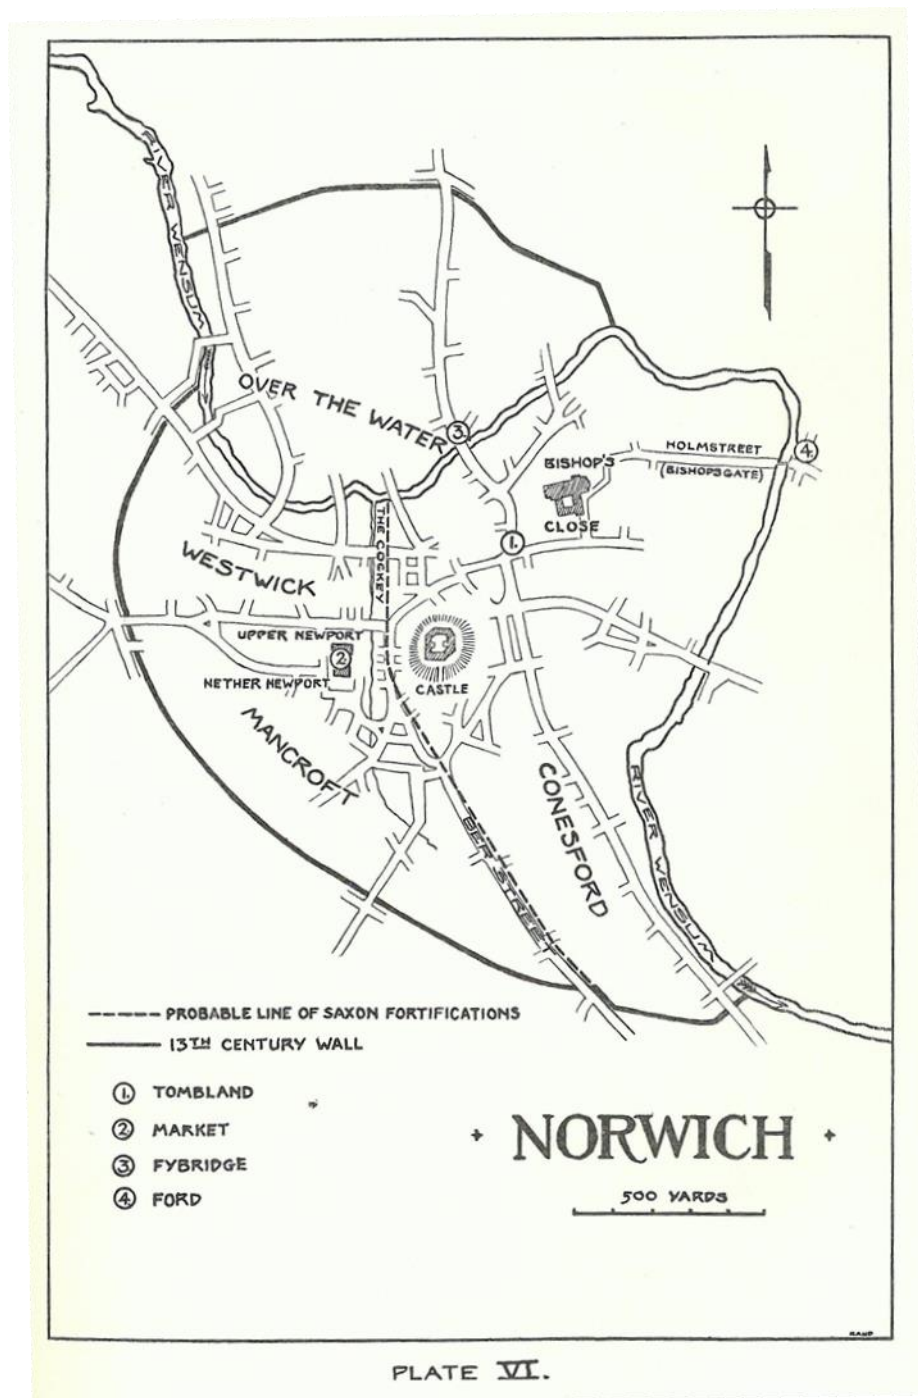 RIVER WENSUM
OVER THE WATER
3.
BISHOP'S
CLOSE
HOLMSTREET
(BISHOPSGATE)
4.
THE COCKEY
1.
WESTWICK
UPPER NEWPORT
2
NETHER NEWPORT
CASTLE
MANCROFT
BER STREET
CONESFORD
RIVER WENSUM
PROBABLE LINE OF SAXON FORTIFICATIONS
13TH CENTURY WALL
1. TOMBLAND
2 MARKET
3 FYBRIDGE
4. FORD
NORWICH
500 YARDS
PLATE VI.